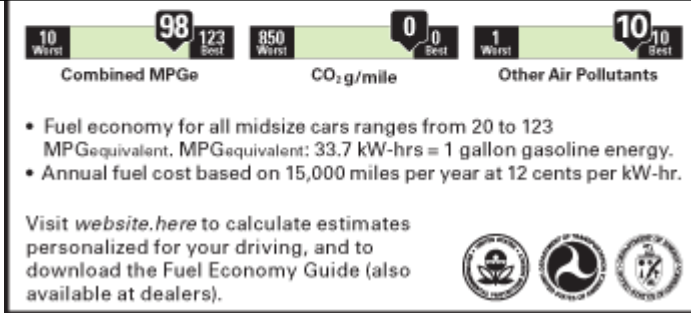 98
10 Worst 123 Best
Combined MPGe
0
850 Worst 0 Best
CO₂ g/mile
10
1 Worst 10 Best
Other Air Pollutants
• Fuel economy for all midsize cars ranges from 20 to 123
MPGequivalent. MPGequivalent: 33.7 kW-hrs = 1 gallon gasoline energy.
• Annual fuel cost based on 15,000 miles per year at 12 cents per kW-hr.
Visit website.here to calculate estimates
personalized for your driving, and to
download the Fuel Economy Guide (also
available at dealers).